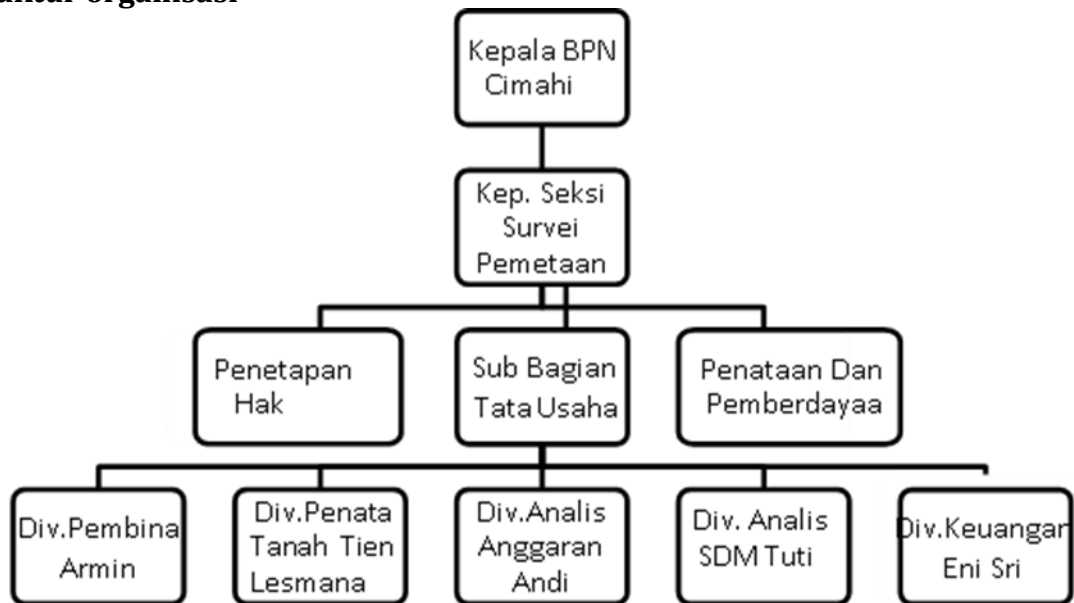 organisasi
Kepala BPN
Cimahi
Kep. Seksi
Survei
Pemetaan
Penetapan
Hak
Sub Bagian
Tata Usaha
Penataan Dan
Pemberdayaa
Div.Pembina
Armin
Div.Penata
Tanah Tien
Lesmana
Div.Analis
Anggaran
Andi
Div. Analis
SDM Tuti
Div.Keuangan
Eni Sri